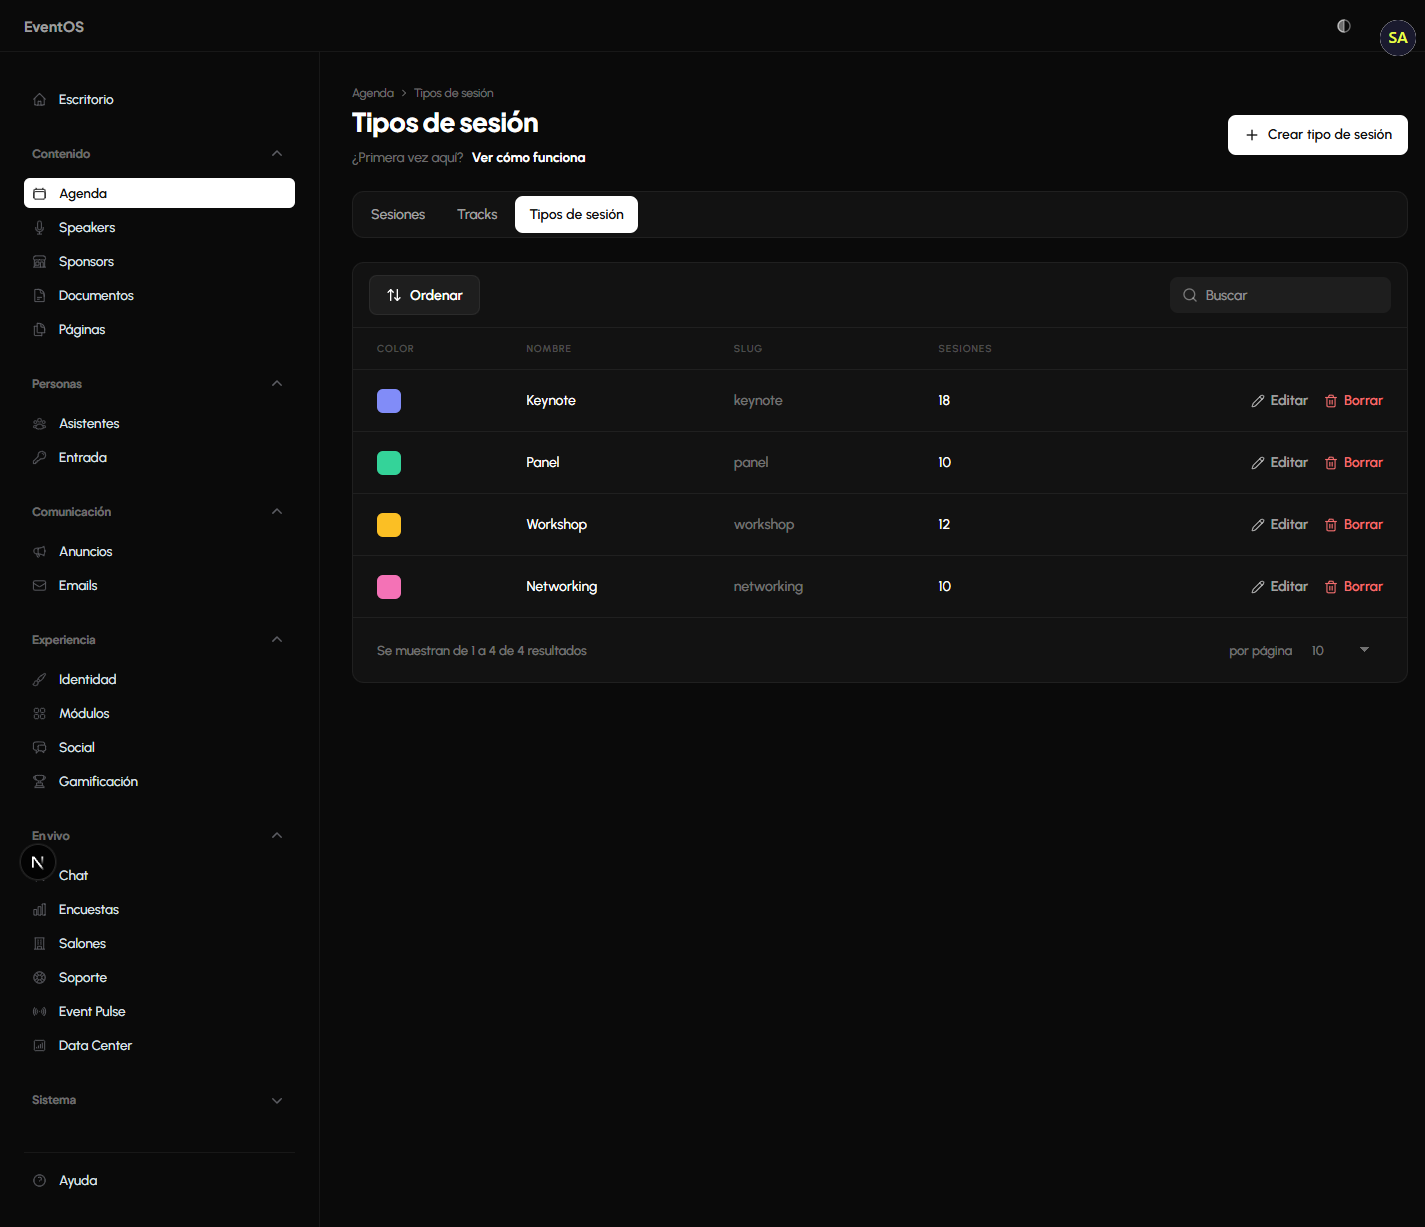 EventOS
SA
Escritorio
Contenido
Agenda
Speakers
Sponsors
Documentos
Páginas
Personas
Asistentes
Entrada
Comunicación
Anuncios
Emails
Experiencia
Identidad
Módulos
Social
Gamificación
En vivo
N
Chat
Encuestas
Salones
Soporte
Event Pulse
Data Center
Sistema
Ayuda
Agenda > Tipos de sesión
Tipos de sesión
¿Primera vez aquí? Ver cómo funciona
+ Crear tipo de sesión
Sesiones Tracks Tipos de sesión
Ordenar Buscar
COLOR NOMBRE SLUG SESIONES
Keynote keynote 18 Editar Borrar
Panel panel 10 Editar Borrar
Workshop workshop 12 Editar Borrar
Networking networking 10 Editar Borrar
Se muestran de 1 a 4 de 4 resultados por página 10